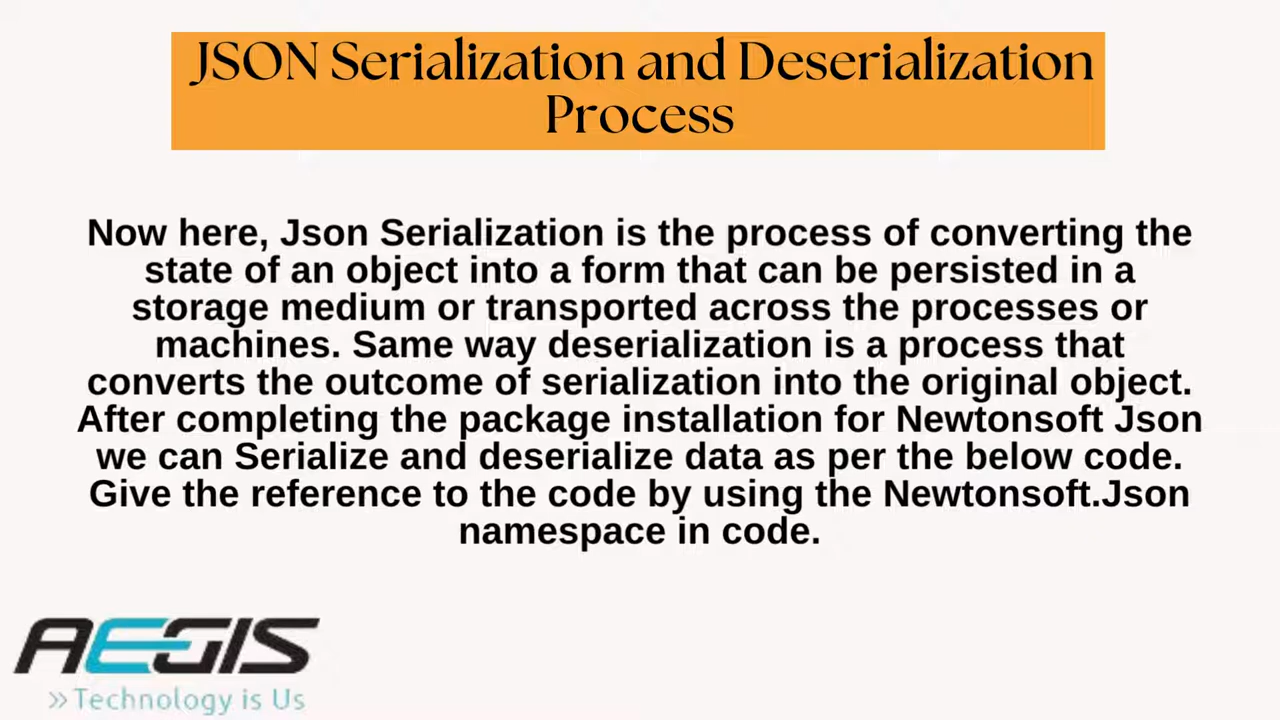 JSON Serialization and Deserialization
Process
Now here, Json Serialization is the process of converting the
state of an object into a form that can be persisted in a
storage medium or transported across the processes or
machines. Same way deserialization is a process that
converts the outcome of serialization into the original object.
After completing the package installation for Newtonsoft Json
we can Serialize and deserialize data as per the below code.
Give the reference to the code by using the Newtonsoft.Json
namespace in code.
AEGIS
»Technology is Us